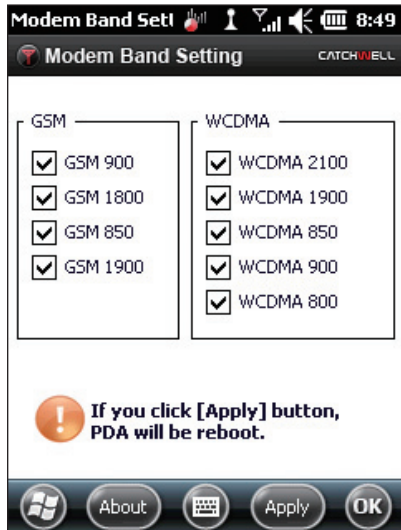 Modem Band Setl 8:49
Modem Band Setting CATCHWELL
GSM
GSM 900
GSM 1800
GSM 850
GSM 1900
WCDMA
WCDMA 2100
WCDMA 1900
WCDMA 850
WCDMA 900
WCDMA 800
If you click [Apply] button,
PDA will be reboot.
About Apply OK